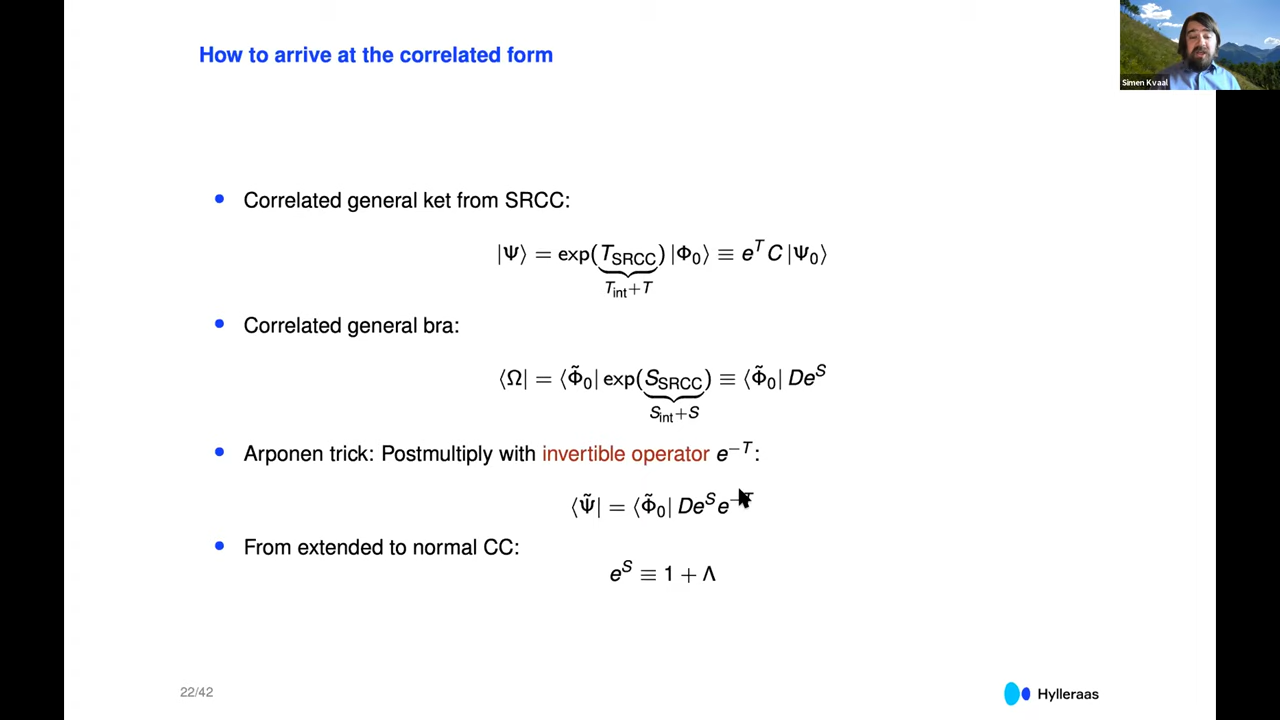 How to arrive at the correlated form
Simen Kvaal
• Correlated general ket from SRCC:
|Ψ⟩ = exp(T_SRCC) |Φ₀⟩ ≡ e^T C |Ψ₀⟩
T_int + T
• Correlated general bra:
⟨Ω| = ⟨Φ̃₀| exp(S_SRCC) ≡ ⟨Φ̃₀| De^S
S_int + S
• Arponen trick: Postmultiply with invertible operator e^{−T}:
⟨Ψ̃| = ⟨Φ̃₀| De^S e^{−T}
• From extended to normal CC:
e^S ≡ 1 + Λ
22/42
Hylleraas